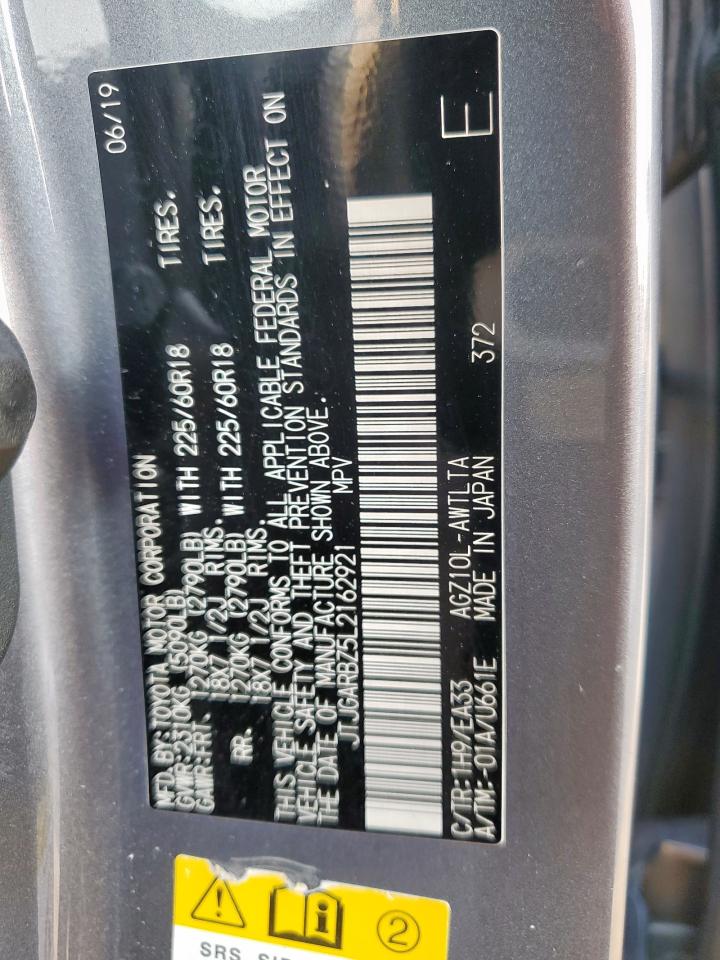 MFD. BY: TOYOTA MOTOR CORPORATION 06/19
GVWR: 2310KG (5090LB)
GAWR: FRT. 1270KG (2790LB) WITH 225/60R18 TIRES.
18X7 1/2J RIMS.
RR. 1270KG (2790LB) WITH 225/60R18 TIRES.
18X7 1/2J RIMS.
THIS VEHICLE CONFORMS TO ALL APPLICABLE FEDERAL MOTOR
VEHICLE SAFETY AND THEFT PREVENTION STANDARDS IN EFFECT ON
THE DATE OF MANUFACTURE SHOWN ABOVE.
JTJGARBZ5L2162921 MPV
C/TR: 1H9/EA33 AGZ10L-AWTLTA
A/TM: -01A/U661E MADE IN JAPAN 372 E
2
SRS